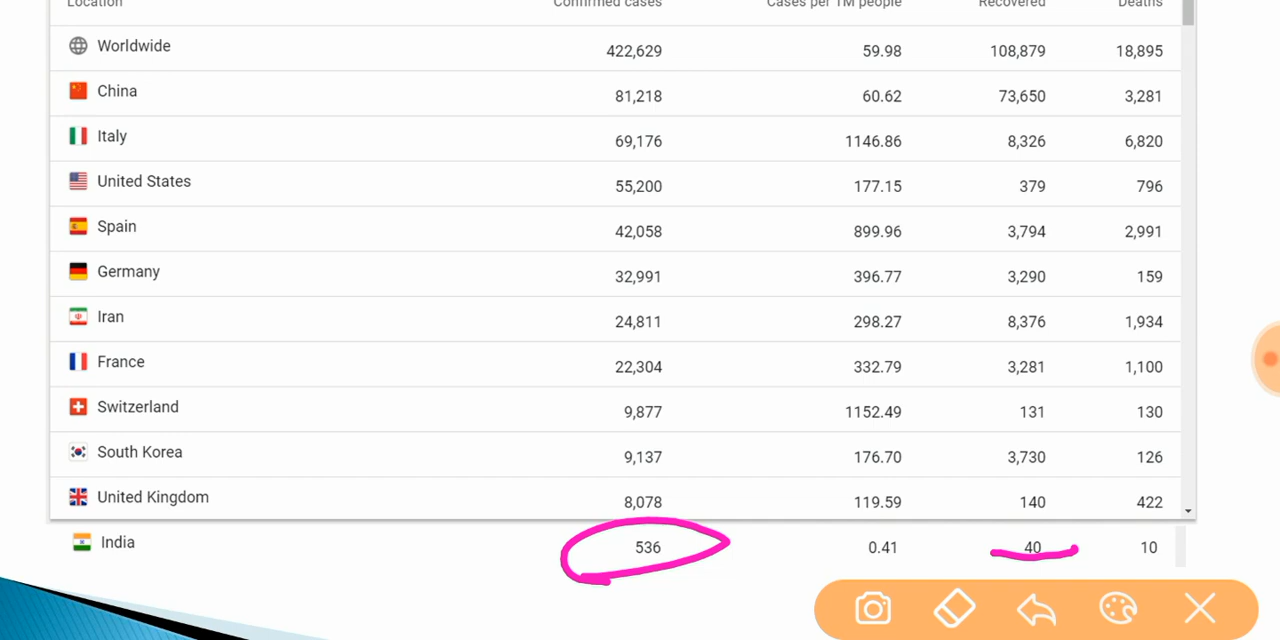 Location Confirmed cases Cases per 1M people Recovered Deaths
Worldwide 422,629 59.98 108,879 18,895
China 81,218 60.62 73,650 3,281
Italy 69,176 1146.86 8,326 6,820
United States 55,200 177.15 379 796
Spain 42,058 899.96 3,794 2,991
Germany 32,991 396.77 3,290 159
Iran 24,811 298.27 8,376 1,934
France 22,304 332.79 3,281 1,100
Switzerland 9,877 1152.49 131 130
South Korea 9,137 176.70 3,730 126
United Kingdom 8,078 119.59 140 422
India 536 0.41 40 10